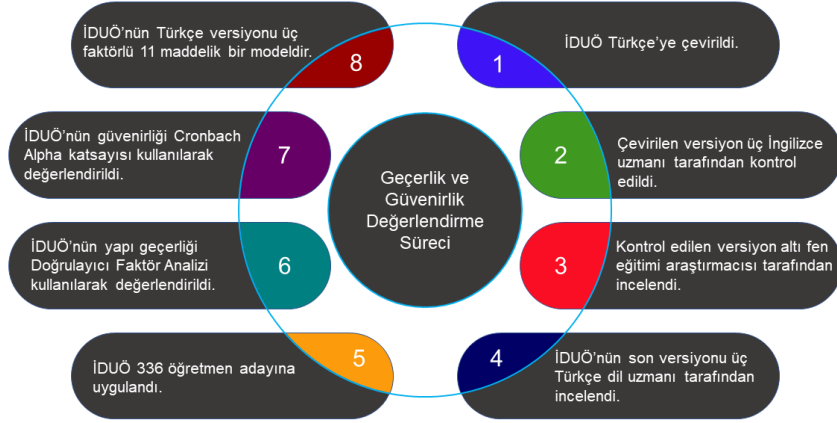 İDUÖ Türkçe'ye çevirildi.
1
Çevirilen versiyon üç İngilizce
uzmanı tarafından kontrol
edildi.
2
Kontrol edilen versiyon altı fen
eğitimi araştırmacısı tarafından
incelendi.
3
İDUÖ'nün son versiyonu üç
Türkçe dil uzmanı tarafından
incelendi.
4
İDUÖ 336 öğretmen adayına
uygulandı.
5
İDUÖ'nün yapı geçerliği
Doğrulayıcı Faktör Analizi
kullanılarak değerlendirildi.
6
İDUÖ'nün güvenirliği Cronbach
Alpha katsayısı kullanılarak
değerlendirildi.
7
İDUÖ'nün Türkçe versiyonu üç
faktörlü 11 maddelik bir modeldir.
8
Geçerlik ve
Güvenirlik
Değerlendirme
Süreci